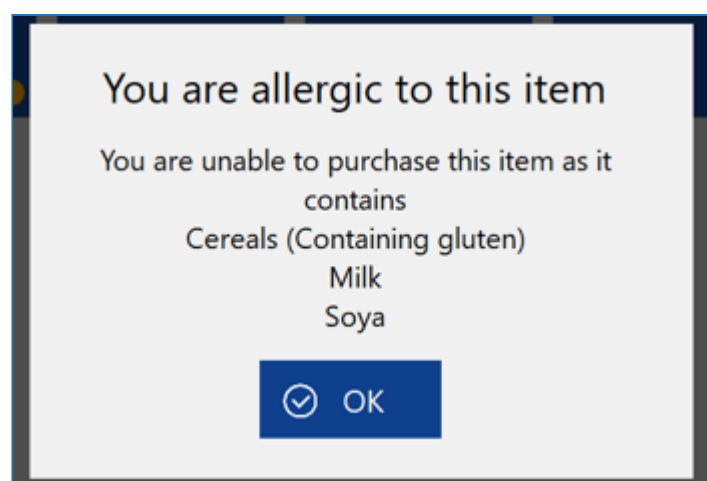 You are allergic to this item
You are unable to purchase this item as it
contains
Cereals (Containing gluten)
Milk
Soya
OK